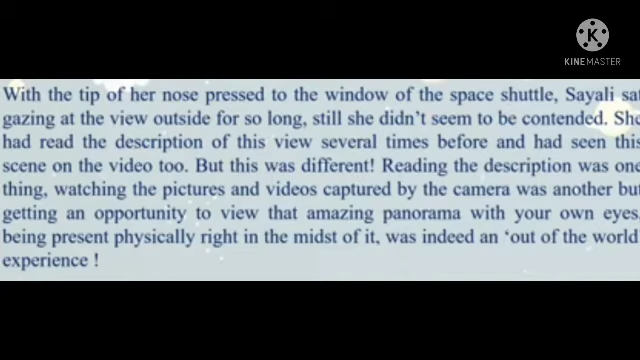 K
KINEMASTER
With the tip of her nose pressed to the window of the space shuttle, Sayali sat
gazing at the view outside for so long, still she didn't seem to be contended. She
had read the description of this view several times before and had seen this
scene on the video too. But this was different! Reading the description was one
thing, watching the pictures and videos captured by the camera was another but
getting an opportunity to view that amazing panorama with your own eyes,
being present physically right in the midst of it, was indeed an ‘out of the world
experience !